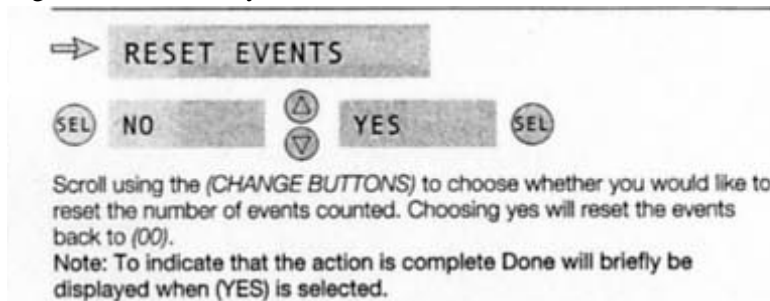 RESET EVENTS
SEL NO YES SEL
Scroll using the (CHANGE BUTTONS) to choose whether you would like to
reset the number of events counted. Choosing yes will reset the events
back to (00).
Note: To indicate that the action is complete Done will briefly be
displayed when (YES) is selected.